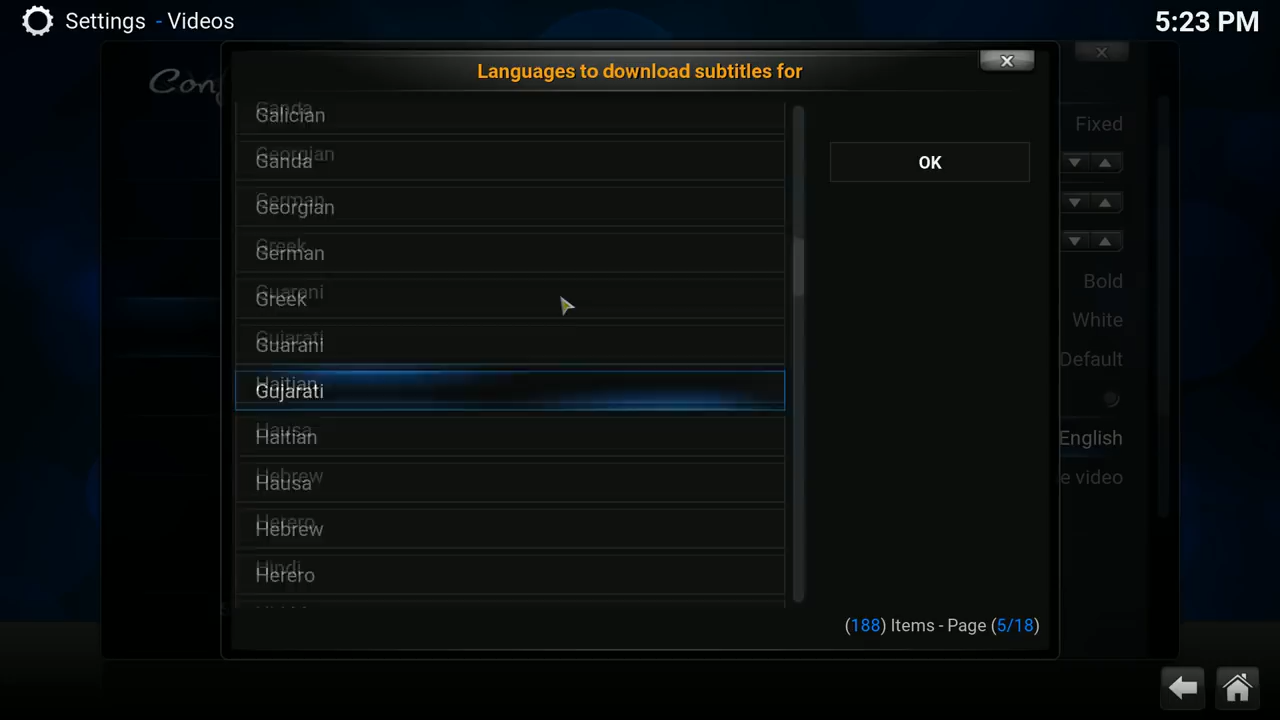 Settings - Videos
5:23 PM
Languages to download subtitles for
Conf
Galician
Ganda
Georgian
German
Greek
Guarani
Gujarati
Haitian
Hausa
Hebrew
Herero
OK
Fixed
Bold
White
Default
English
e video
(188) Items - Page (5/18)